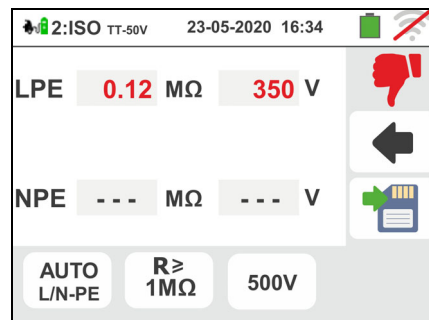 2:ISO TT-50V 23-05-2020 16:34
LPE 0.12 MΩ 350 V
NPE - - - MΩ - - - V
AUTO L/N-PE
R≥ 1MΩ
500V